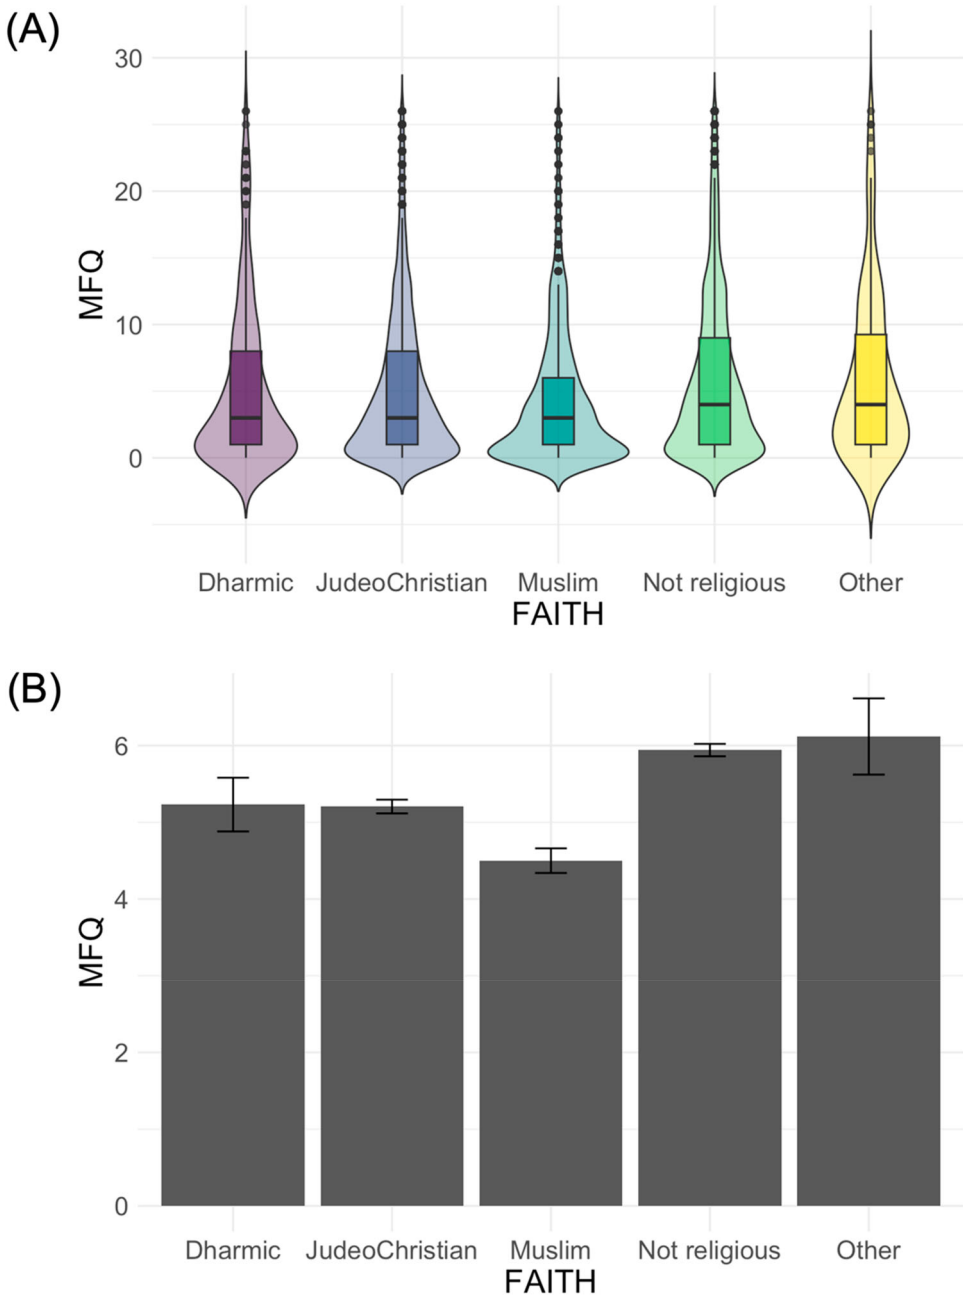 (A)
30
20
10
0
MFQ
Dharmic JudeoChristian Muslim Not religious Other
FAITH
(B)
6
4
2
0
MFQ
Dharmic JudeoChristian Muslim Not religious Other
FAITH